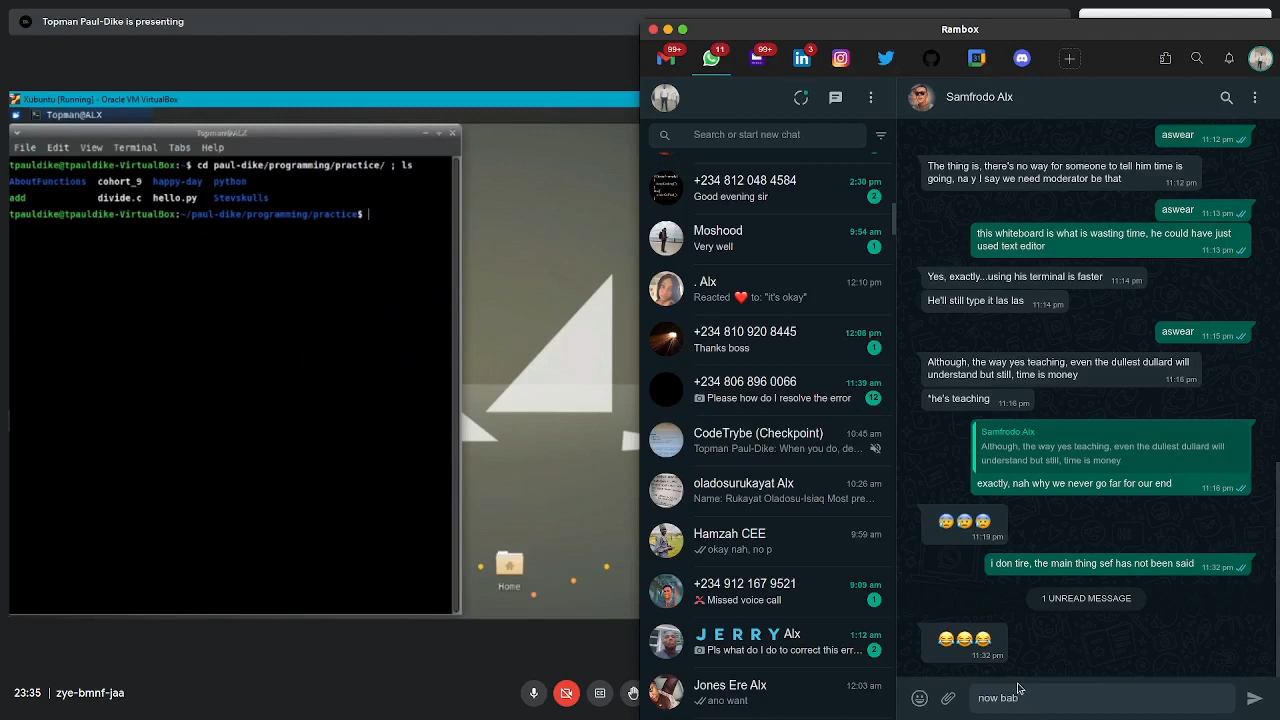 Topman Paul-Dike is presenting
Xubuntu [Running] - Oracle VM VirtualBox
Topman@ALX
Topman@ALX
File Edit View Terminal Tabs Help
tpauldike@tpauldike-VirtualBox:~$ cd paul-dike/programming/practice/ ; ls
AboutFunctions cohort_9 happy-day python
add divide.c hello.py Stevskulls
tpauldike@tpauldike-VirtualBox:~/paul-dike/programming/practice$
Home
23:35 | zye-bmnf-jaa
Rambox
99+ 11 99+ 3
31
Search or start new chat
+234 812 048 4584 2:30 pm
Good evening sir 2
Moshood 9:54 am
Very well 1
. Alx 12:10 pm
Reacted ❤️ to: "it's okay"
+234 810 920 8445 12:08 pm
Thanks boss 1
+234 806 896 0066 11:39 am
Please how do I resolve the error 12
CodeTrybe (Checkpoint) 10:45 am
Topman Paul-Dike: When you do, de…
oladosurukayat Alx 10:26 am
Name: Rukayat Oladosu-Isiaq Most pre…
Hamzah CEE 9:59 am
okay nah, no p
+234 912 167 9521 9:09 am
Missed voice call 1
J E R R Y Alx 1:12 am
Pls what do I do to correct this err… 2
Jones Ere Alx 12:03 am
ano want
Samfrodo Alx
aswear 11:12 pm
The thing is, there's no way for someone to tell him time is
going, na y I say we need moderator be that 11:12 pm
aswear 11:13 pm
this whiteboard is what is wasting time, he could have just
used text editor 11:13 pm
Yes, exactly...using his terminal is faster 11:14 pm
He'll still type it las las 11:14 pm
aswear 11:15 pm
Although, the way yes teaching, even the dullest dullard will
understand but still, time is money 11:16 pm
*he's teaching 11:16 pm
Samfrodo Alx
Although, the way yes teaching, even the dullest dullard will
understand but still, time is money
exactly, nah why we never go far for our end 11:16 pm
😰😰😰
11:19 pm
i don tire, the main thing sef has not been said 11:32 pm
1 UNREAD MESSAGE
😂😂😂
11:32 pm
now bab